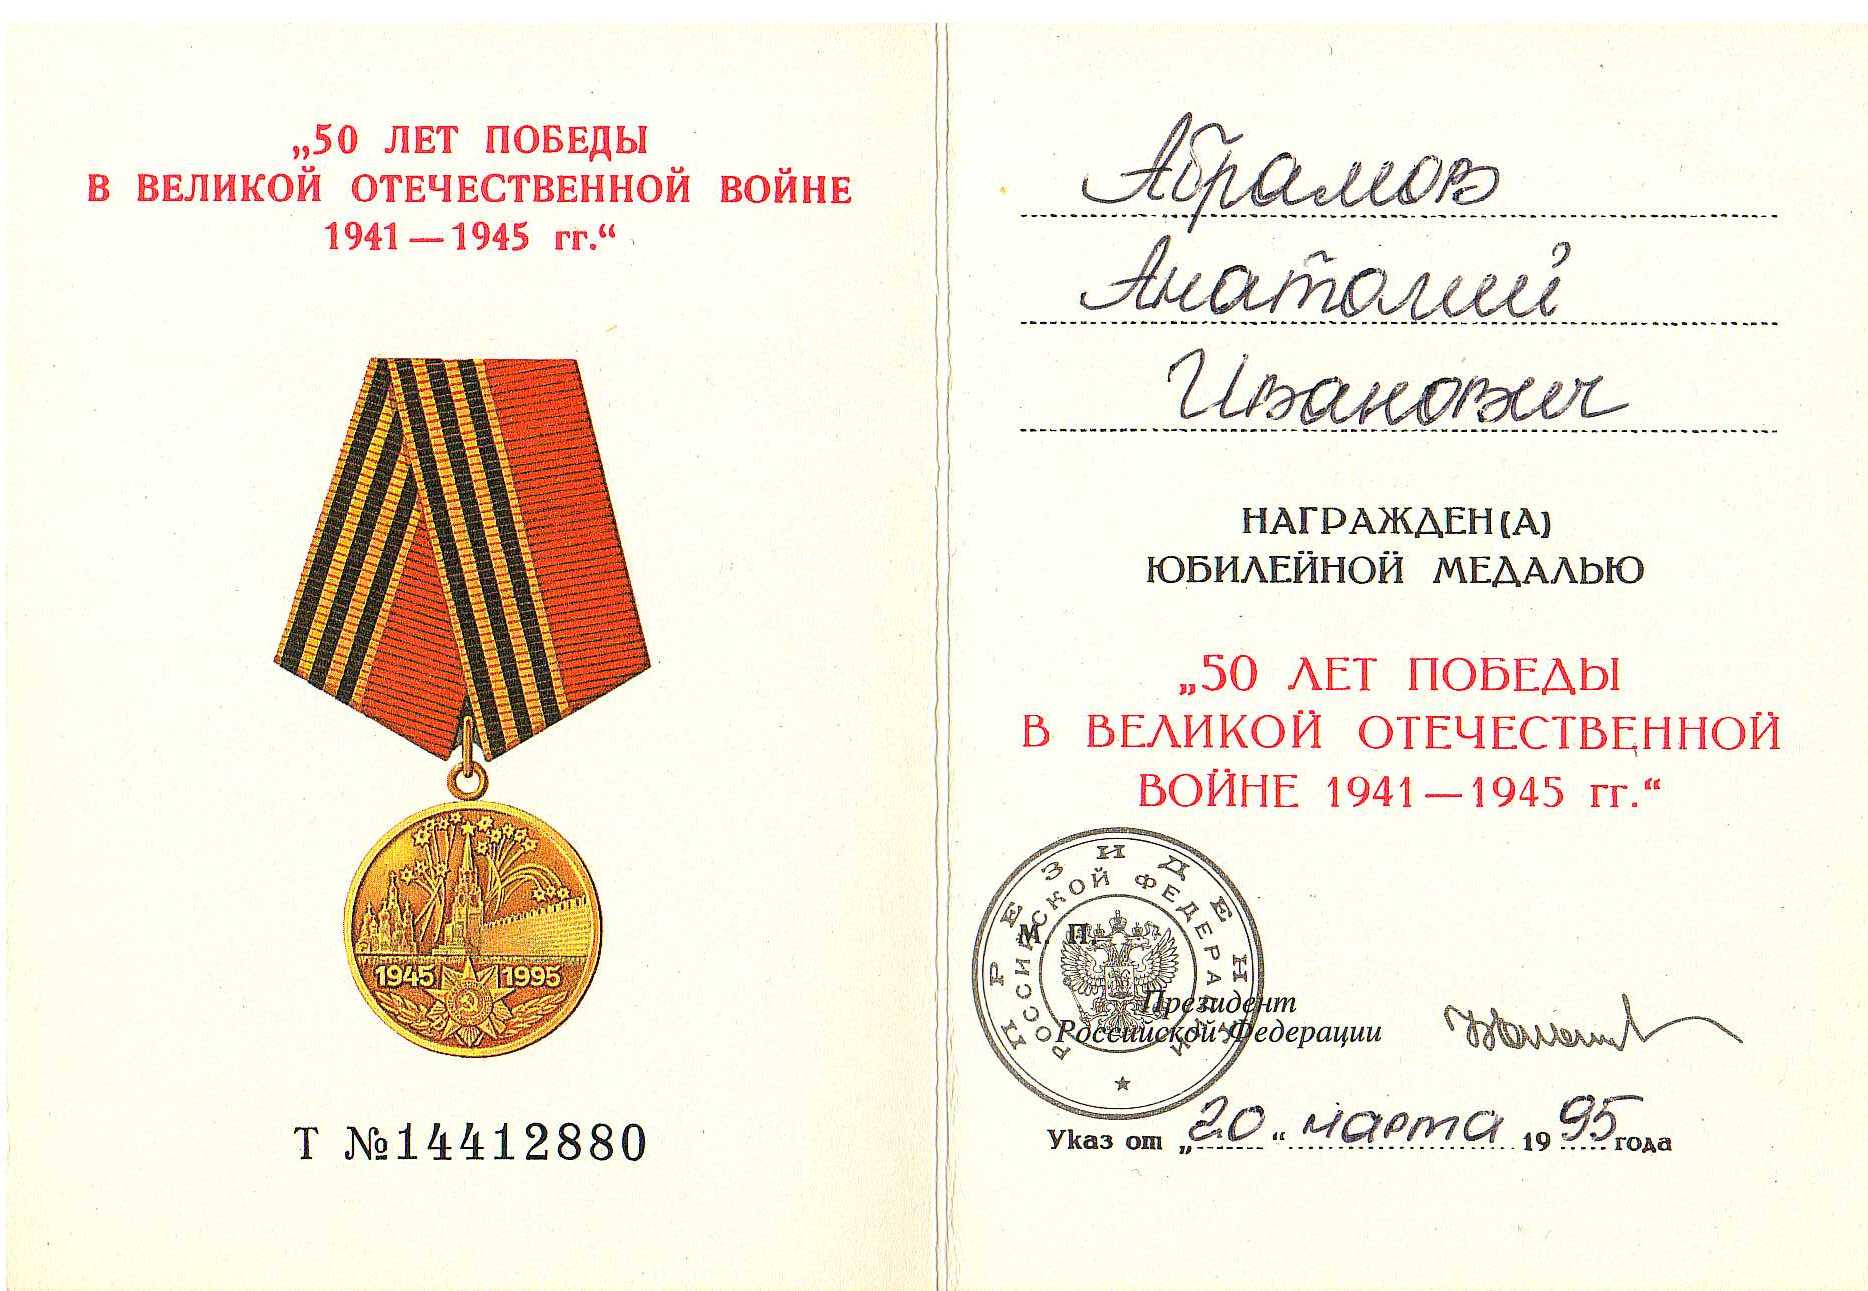 „50 ЛЕТ ПОБЕДЫ
В ВЕЛИКОЙ ОТЕЧЕСТВЕННОЙ ВОЙНЕ
1941—1945 гг.“
1945 1995
Т №14412880
Абрамов
Анатолий
Иванович
НАГРАЖДЕН(А)
ЮБИЛЕЙНОЙ МЕДАЛЬЮ
„50 ЛЕТ ПОБЕДЫ
В ВЕЛИКОЙ ОТЕЧЕСТВЕННОЙ
ВОЙНЕ 1941—1945 гг.“
ПРЕЗИДЕНТ
РОССИЙСКОЙ ФЕДЕРАЦИИ
М. П.
Президент
Российской Федерации
Указ от „20“ марта 1995 года